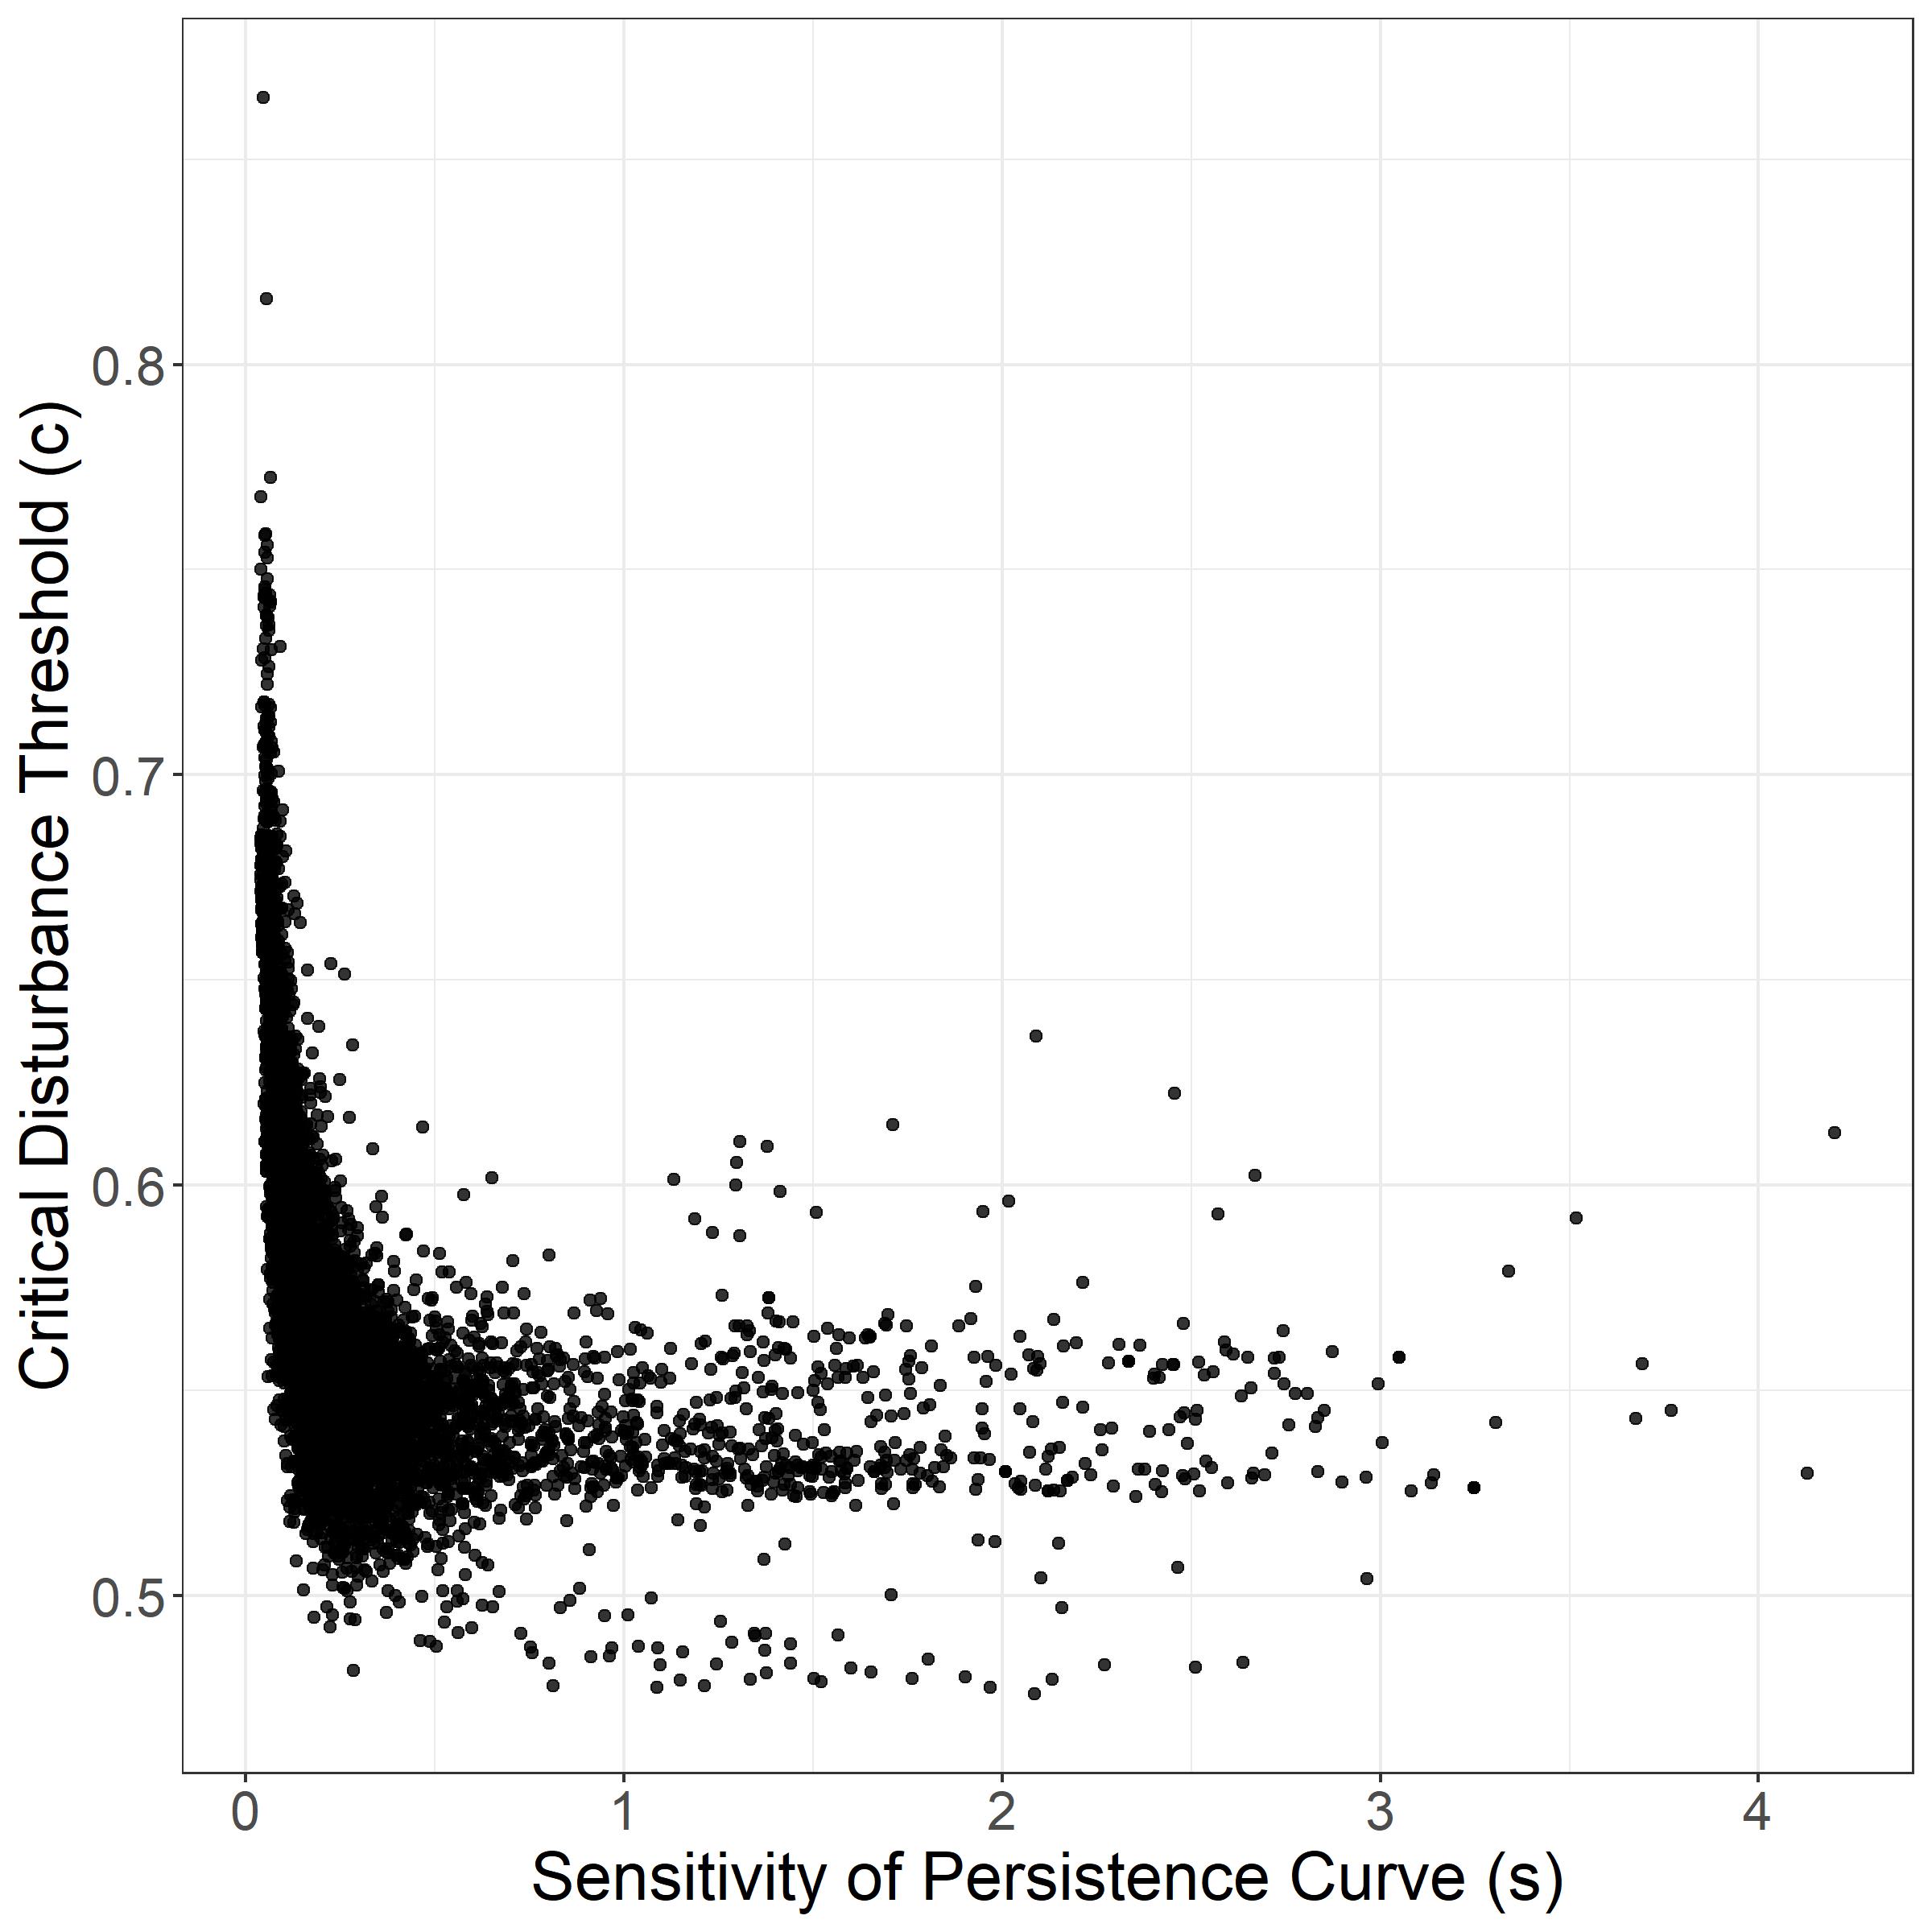 Critical Disturbance Threshold (c)
0.8
0.7
0.6
0.5
0 1 2 3 4
Sensitivity of Persistence Curve (s)